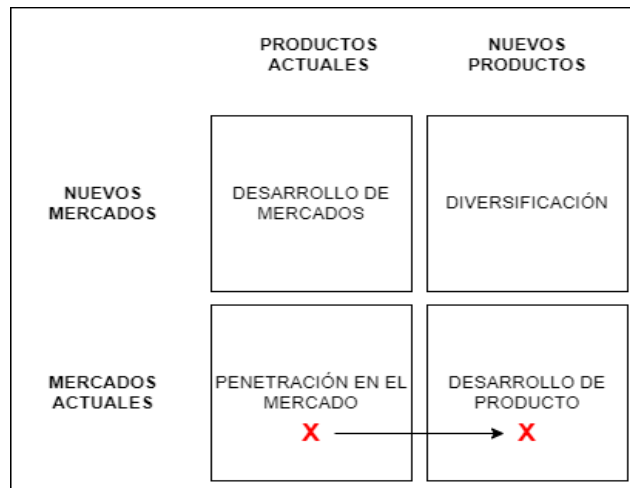 PRODUCTOS
ACTUALES
NUEVOS
PRODUCTOS
NUEVOS
MERCADOS
DESARROLLO DE
MERCADOS
DIVERSIFICACIÓN
MERCADOS
ACTUALES
PENETRACIÓN EN EL
MERCADO
X
DESARROLLO DE
PRODUCTO
X